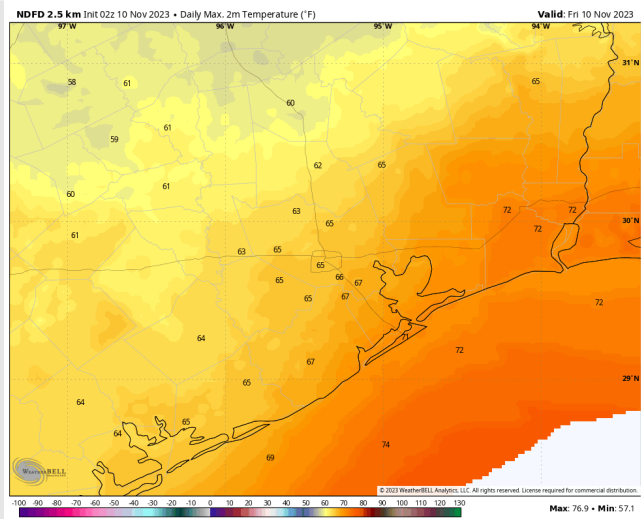 NDFD 2.5 km Init 02z 10 Nov 2023 • Daily Max. 2m Temperature (°F)
Valid: Fri 10 Nov 2023
97°W 96°W 95°W 94°W
31°N
58 61 65
60
61
59
62 65
61
60
63 72 72
65 30°N
61 72
63 65
65
65 66 67
65 67
72
64 71
72
67
65 29°N
64
65
64
74
69
WEATHERBELL
© 2023 WeatherBELL Analytics, LLC. All rights reserved. License required for commercial distribution.
-100 -90 -80 -70 -60 -50 -40 -30 -20 -10 0 10 20 30 40 50 60 70 80 90 100 110 120 130
Max: 76.9 • Min: 57.1